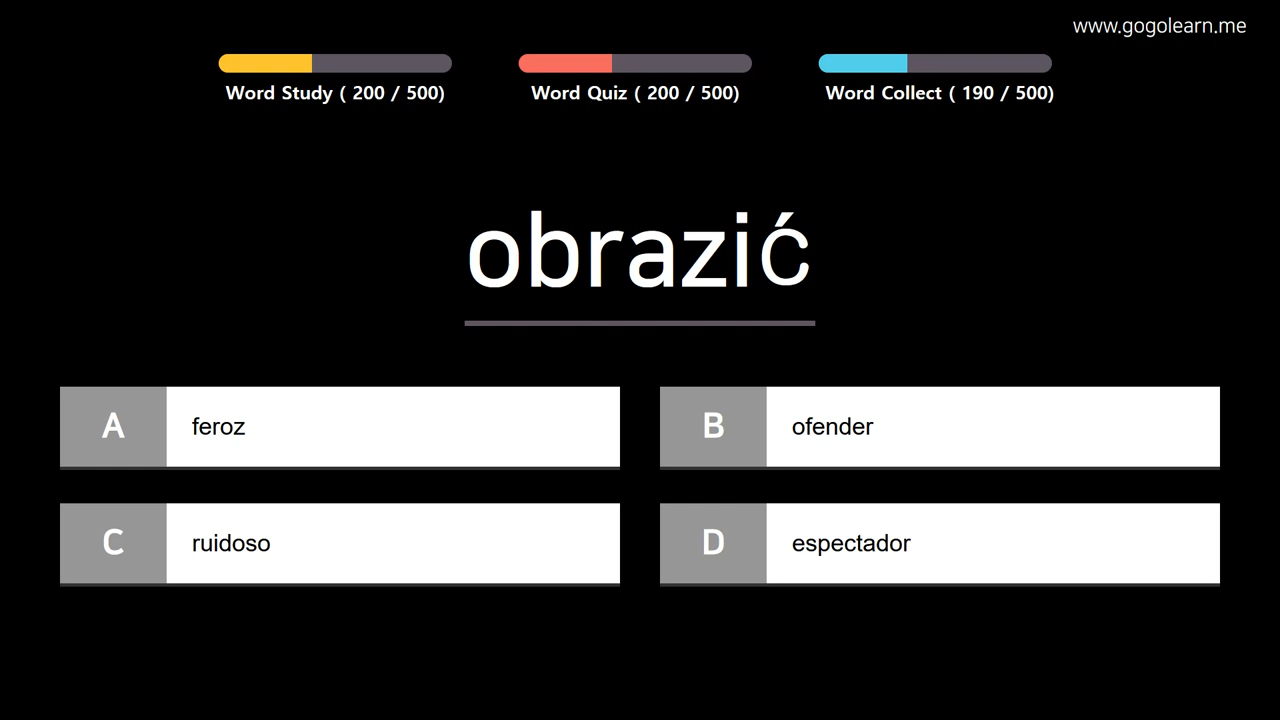 www.gogolearn.me
Word Study ( 200 / 500)
Word Quiz ( 200 / 500)
Word Collect ( 190 / 500)
obrazić
A feroz
B ofender
C ruidoso
D espectador